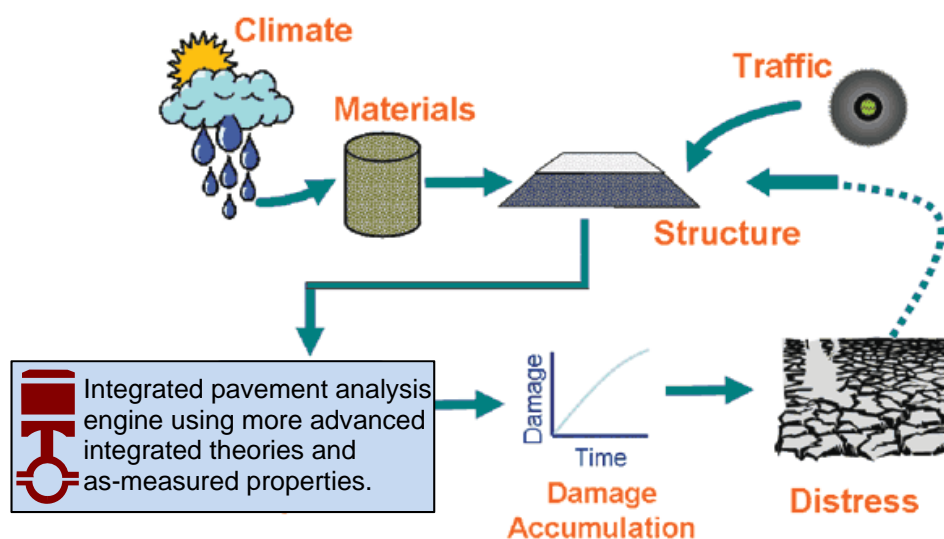 Climate
Traffic
Materials
Structure
Integrated pavement analysis
engine using more advanced
integrated theories and
as-measured properties.
Damage
Time
Damage
Accumulation
Distress